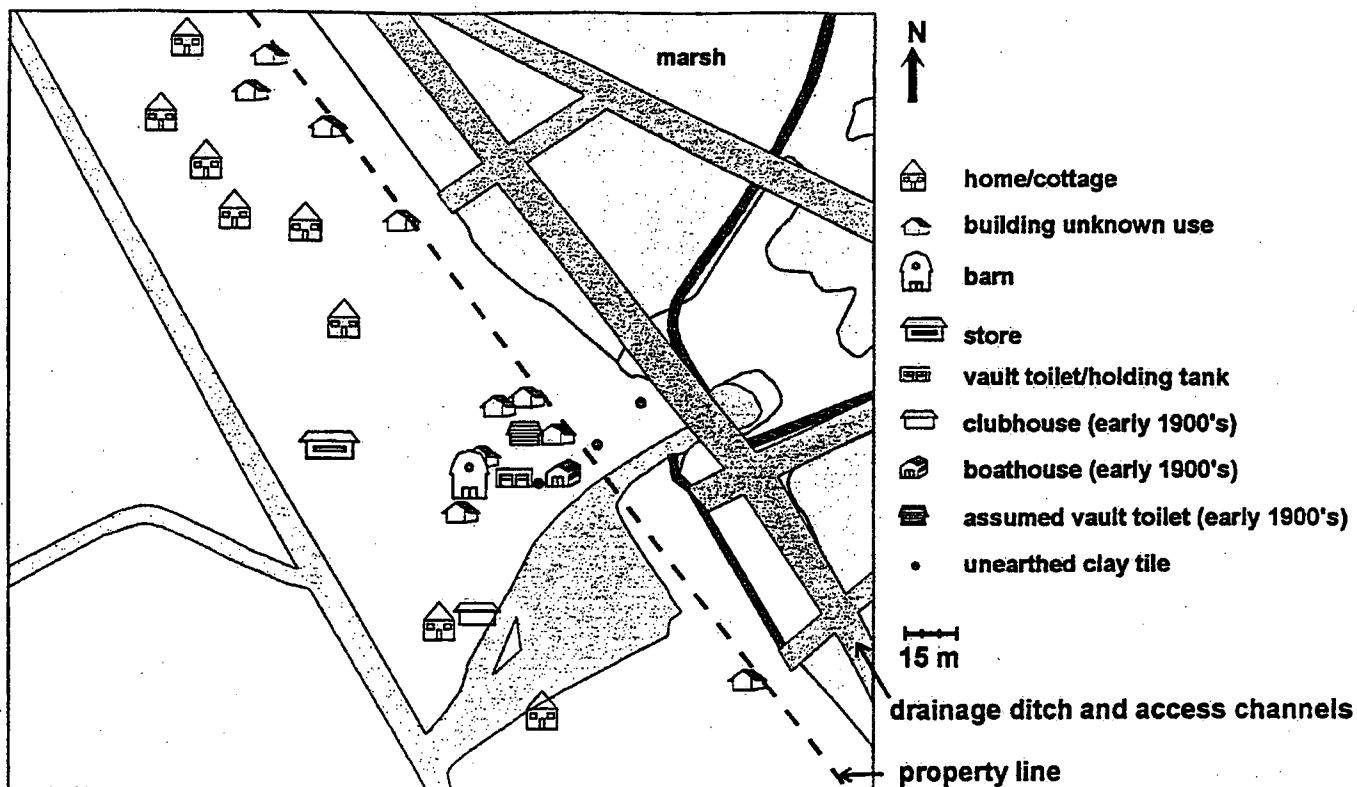 marsh
N
home/cottage
building unknown use
barn
store
vault toilet/holding tank
clubhouse (early 1900's)
boathouse (early 1900's)
assumed vault toilet (early 1900's)
unearthed clay tile
15 m
drainage ditch and access channels
property line